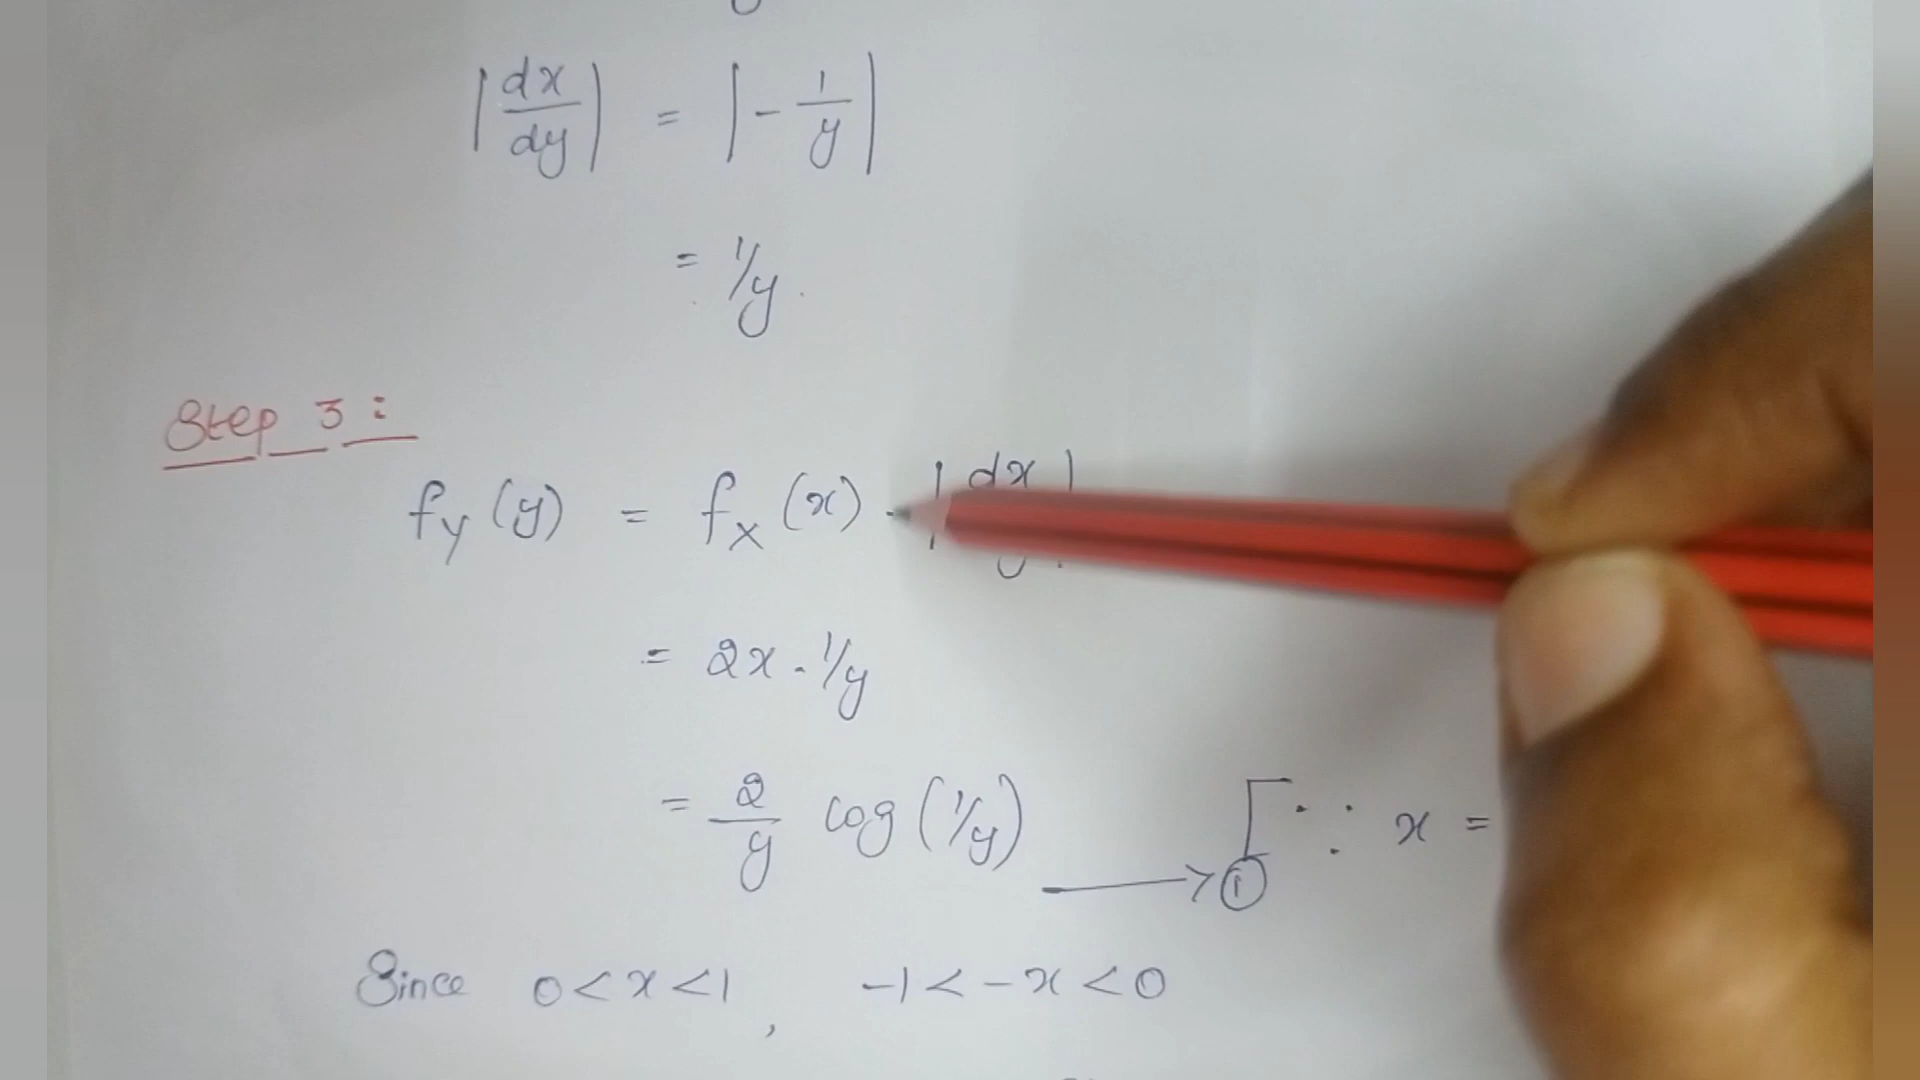 |dx/dy| = |- 1/y|
= 1/y.
Step 3:
fY(y) = fX(x) . |dx
= 2x . 1/y
= 2/y log(1/y) → ① [∵ x =
Since 0<x<1, -1<-x<0